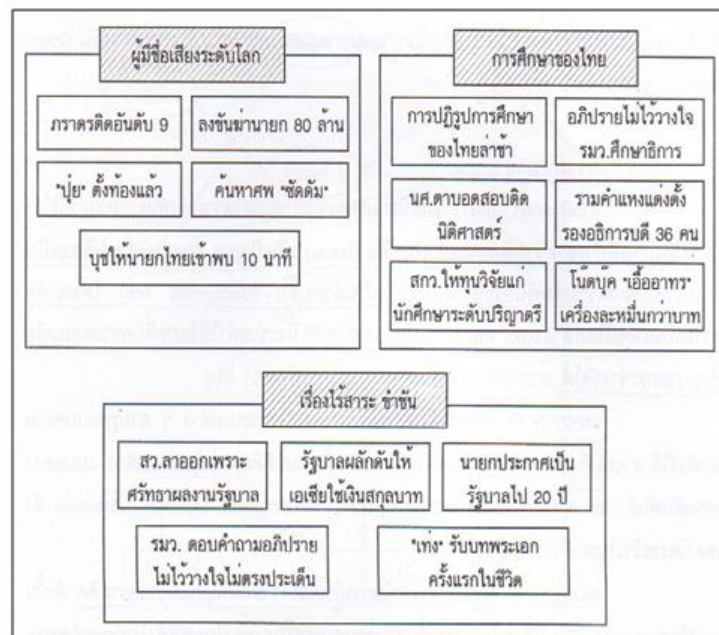 ผู้มีชื่อเสียงระดับโลก
ภราดรติดอันดับ 9
ลงขันฆ่านายก 80 ล้าน
"ปุ๋ย" ตั้งท้องแล้ว
ค้นหาศพ "ซัดดัม"
บุชให้นายกไทยเข้าพบ 10 นาที
การศึกษาของไทย
การปฏิรูปการศึกษา
ของไทยล่าช้า
อภิปรายไม่ไว้วางใจ
รมว.ศึกษาธิการ
นศ.ตาบอดสอบติด
นิติศาสตร์
รามคำแหงแต่งตั้ง
รองอธิการบดี 36 คน
สกว.ให้ทุนวิจัยแก่
นักศึกษาระดับปริญาตรี
โน้ตบุ๊ค "เอื้ออาทร"
เครื่องละหมื่นกว่าบาท
เรื่องไร้สาระ ขำขัน
สว.ลาออกเพราะ
ศรัทธาผลงานรัฐบาล
รัฐบาลผลักดันให้
เอเซียใช้เงินสกุลบาท
นายกประกาศเป็น
รัฐบาลไป 20 ปี
รมว. ตอบคำถามอภิปราย
ไม่ไว้วางใจไม่ตรงประเด็น
"เท่ง" รับบทพระเอก
ครั้งแรกในชีวิต